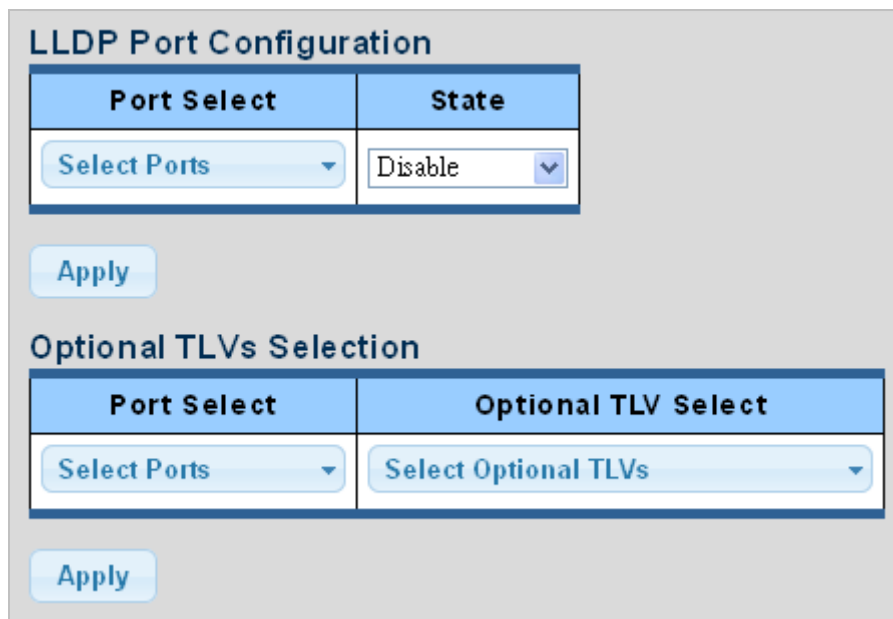 LLDP Port Configuration
Port Select State
Select Ports Disable
Apply
Optional TLVs Selection
Port Select Optional TLV Select
Select Ports Select Optional TLVs
Apply